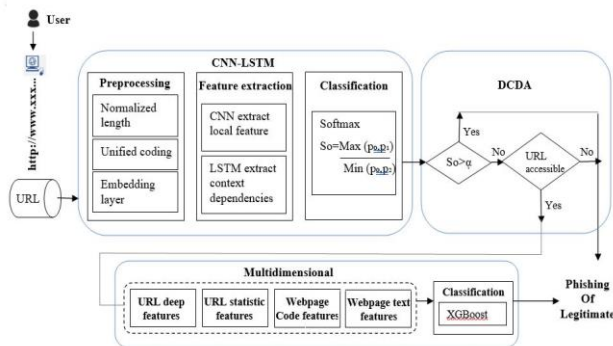 User
http://www.xxx...
URL
CNN-LSTM
Preprocessing
Normalized
length
Unified coding
Embedding
layer
Feature extraction
CNN extract
local feature
LSTM extract
context
dependencies
Classification
Softmax
So=Max (p₀,p₁)
Min (p₀,p₂)
DCDA
So>α
Yes
No
URL
accessible
No
Yes
Multidimensional
URL deep
features
URL statistic
features
Webpage
Code features
Webpage text
features
Classification
XGBoost
Phishing
Of
Legitimate